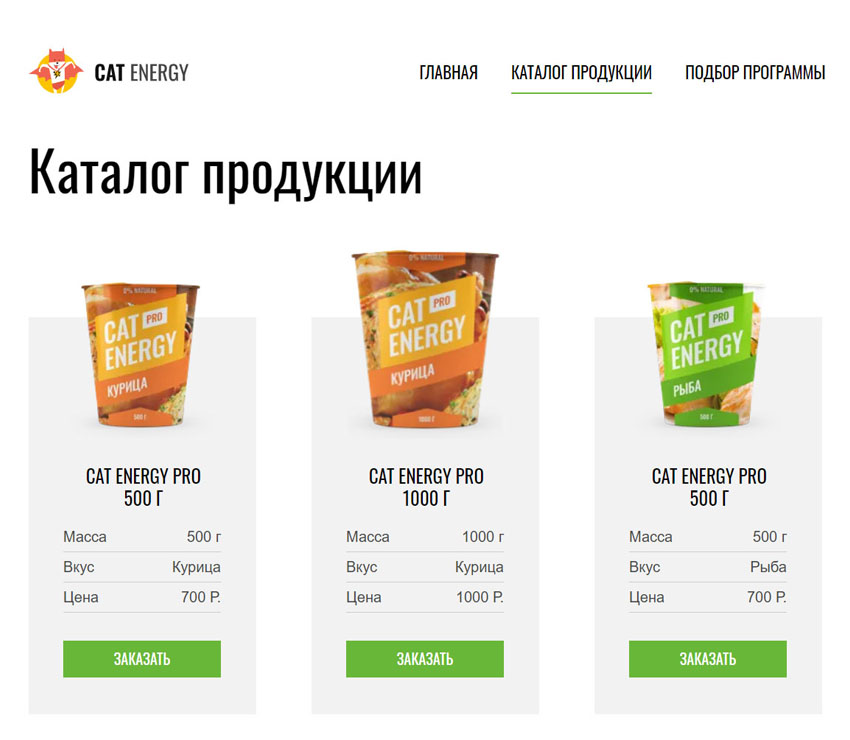 CAT ENERGY
ГЛАВНАЯ
КАТАЛОГ ПРОДУКЦИИ
ПОДБОР ПРОГРАММЫ
Каталог продукции
0% NATURAL
CAT PRO
ENERGY
КУРИЦА
500 Г
CAT ENERGY PRO
500 Г
Масса 500 г
Вкус Курица
Цена 700 Р.
ЗАКАЗАТЬ
0% NATURAL
CAT PRO
ENERGY
КУРИЦА
1000 Г
CAT ENERGY PRO
1000 Г
Масса 1000 г
Вкус Курица
Цена 1000 Р.
ЗАКАЗАТЬ
0% NATURAL
CAT PRO
ENERGY
РЫБА
500 Г
CAT ENERGY PRO
500 Г
Масса 500 г
Вкус Рыба
Цена 700 Р.
ЗАКАЗАТЬ